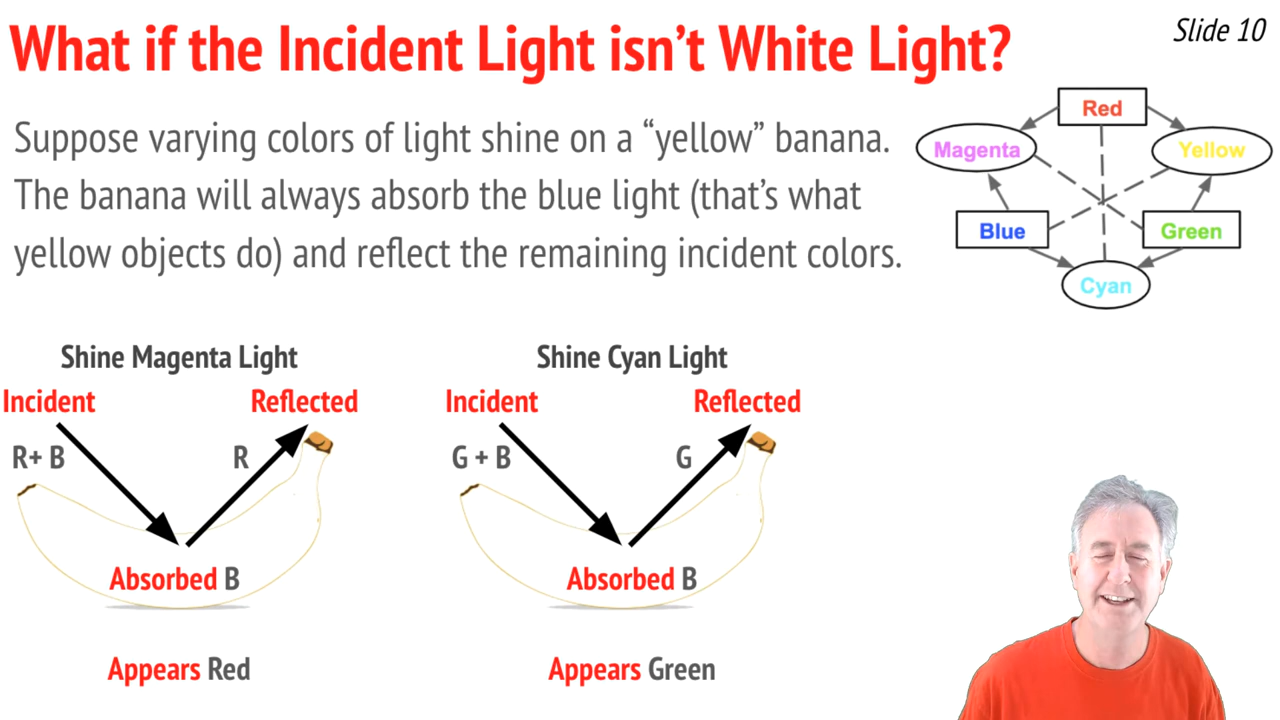 What if the Incident Light isn't White Light?
Slide 10
Suppose varying colors of light shine on a “yellow” banana.
The banana will always absorb the blue light (that's what
yellow objects do) and reflect the remaining incident colors.
Red
Magenta
Yellow
Blue
Green
Cyan
Shine Magenta Light
Incident
Reflected
R+ B
R
Absorbed B
Appears Red
Shine Cyan Light
Incident
Reflected
G + B
G
Absorbed B
Appears Green